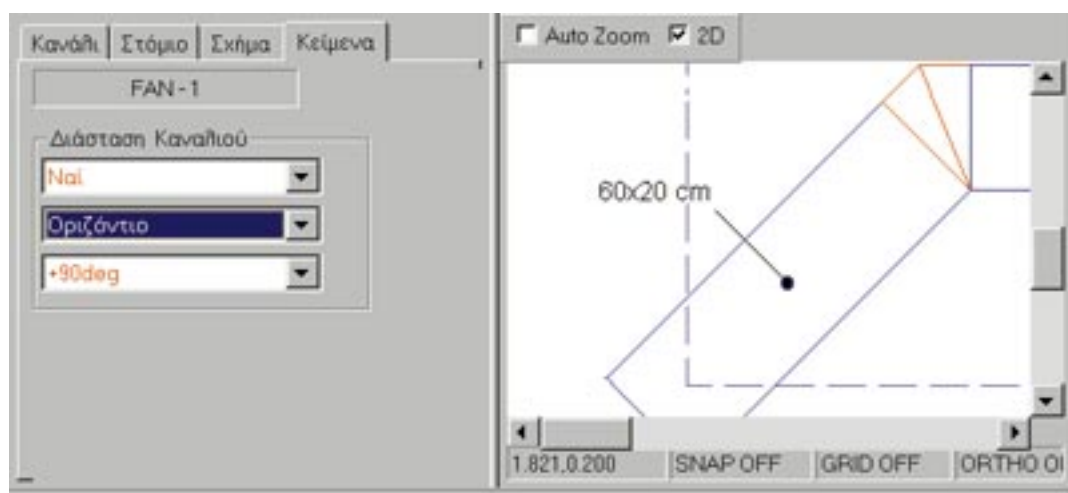 Κανάλι Στόμιο Σχήμα Κείμενα
FAN-1
Διάσταση Καναλιού
Ναί
Οριζόντιο
+90deg
Auto Zoom 2D
60x20 cm
1.821,0.200 SNAP OFF GRID OFF ORTHO